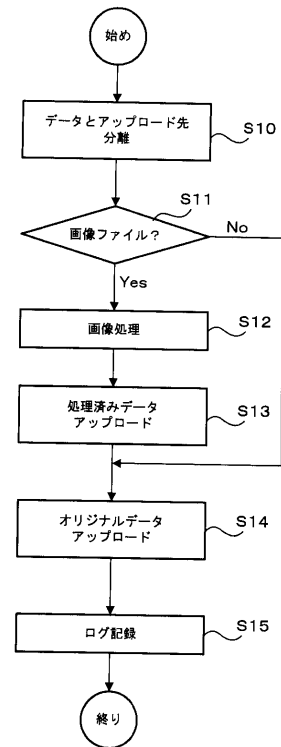 始め
データとアップロード先
分離
S10
S11
画像ファイル？
No
Yes
画像処理
S12
処理済みデータ
アップロード
S13
オリジナルデータ
アップロード
S14
ログ記録
S15
終り